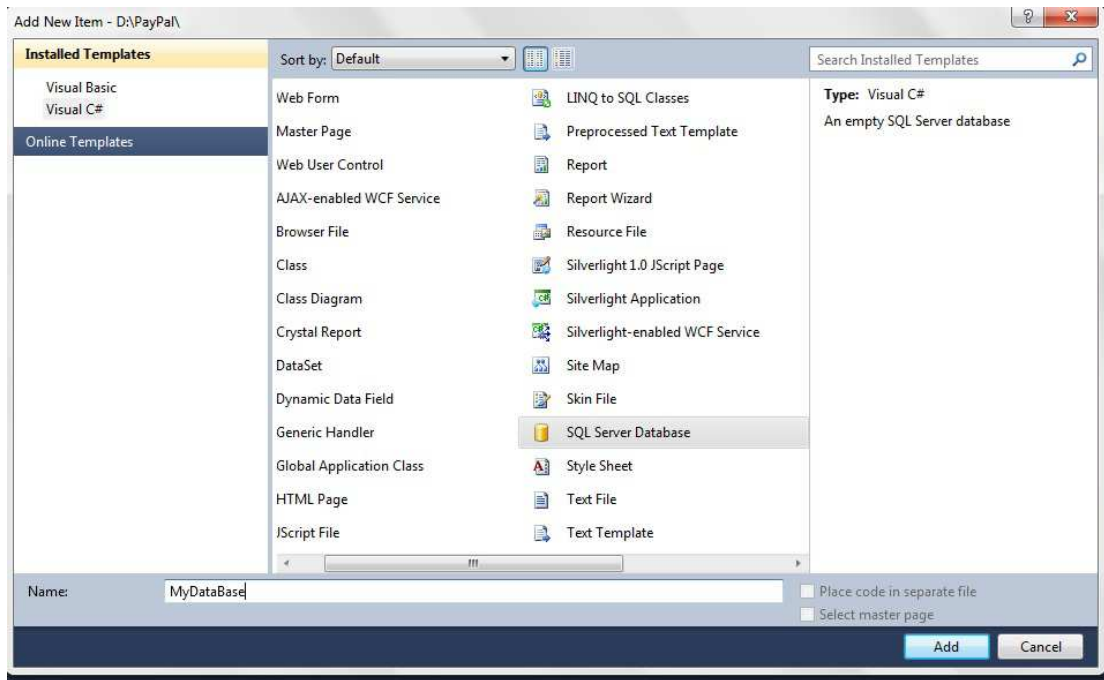 Add New Item - D:\PayPal\
Installed Templates
Visual Basic
Visual C#
Online Templates
Sort by: Default
Web Form
Master Page
Web User Control
AJAX-enabled WCF Service
Browser File
Class
Class Diagram
Crystal Report
DataSet
Dynamic Data Field
Generic Handler
Global Application Class
HTML Page
JScript File
LINQ to SQL Classes
Preprocessed Text Template
Report
Report Wizard
Resource File
Silverlight 1.0 JScript Page
Silverlight Application
Silverlight-enabled WCF Service
Site Map
Skin File
SQL Server Database
Style Sheet
Text File
Text Template
Search Installed Templates
Type: Visual C#
An empty SQL Server database
Name: MyDataBase
Place code in separate file
Select master page
Add Cancel